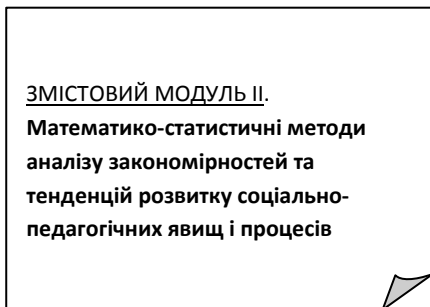 ЗМІСТОВИЙ МОДУЛЬ ІІ.
Математико-статистичні методи
аналізу закономірностей та
тенденцій розвитку соціально-
педагогічних явищ і процесів